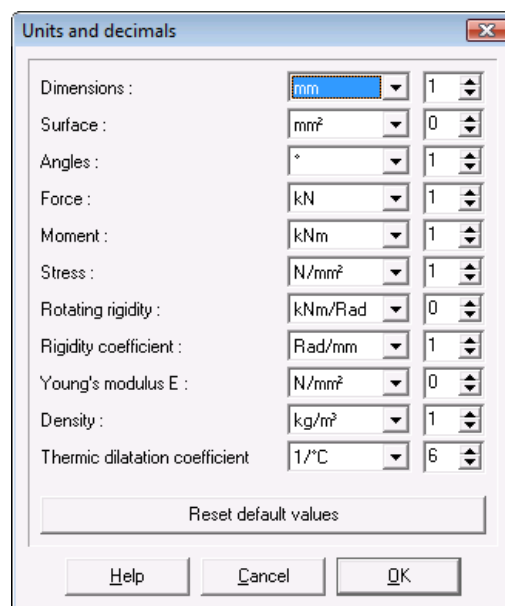 Units and decimals
Dimensions : mm 1
Surface : mm² 0
Angles : ° 1
Force : kN 1
Moment : kNm 1
Stress : N/mm² 1
Rotating rigidity : kNm/Rad 0
Rigidity coefficient : Rad/mm 1
Young's modulus E : N/mm² 0
Density : kg/m³ 1
Thermic dilatation coefficient 1/°C 6
Reset default values
Help Cancel OK